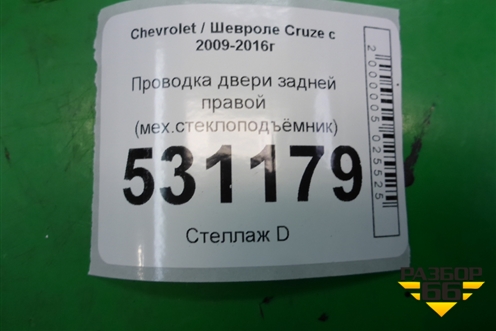 Chevrolet / Шевроле Cruze с
2009-2016г
Проводка двери задней
правой
(мех.стеклоподъёмник)
531179
Стеллаж D
2000005025525
РАЗБОР
66